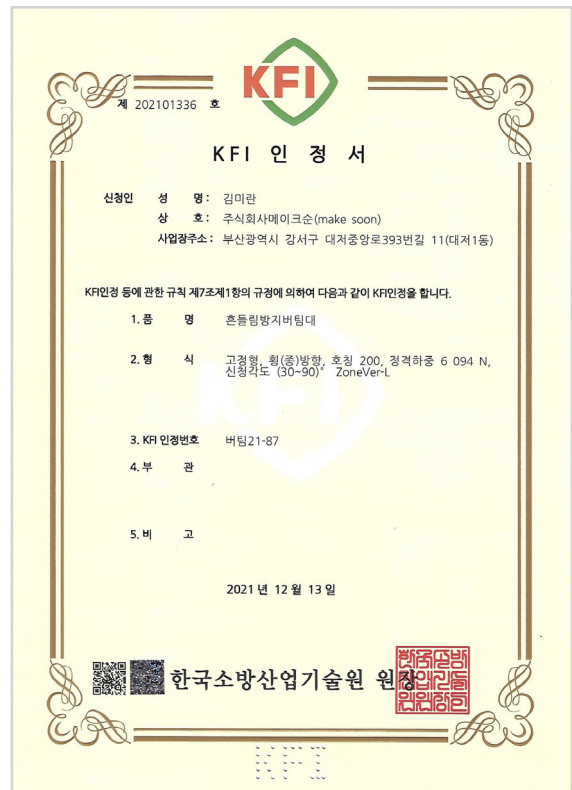 KFI
제 202101336 호
KFI 인 정 서
신청인 성 명 : 김미란
상 호 : 주식회사메이크순(make soon)
사업장주소 : 부산광역시 강서구 대저중앙로393번길 11(대저1동)
KFI인정 등에 관한 규칙 제7조제1항의 규정에 의하여 다음과 같이 KFI인정을 합니다.
1. 품 명 흔들림방지버팀대
2. 형 식 고정형, 횡(종)방향, 호칭 200, 정격하중 6 094 N,
신청각도 (30~90)° ZoneVer-L
KFI
3. KFI 인정번호 버팀21-87
4. 부 관
5. 비 고
2021 년 12 월 13 일
한국소방산업기술원 원장
KFI